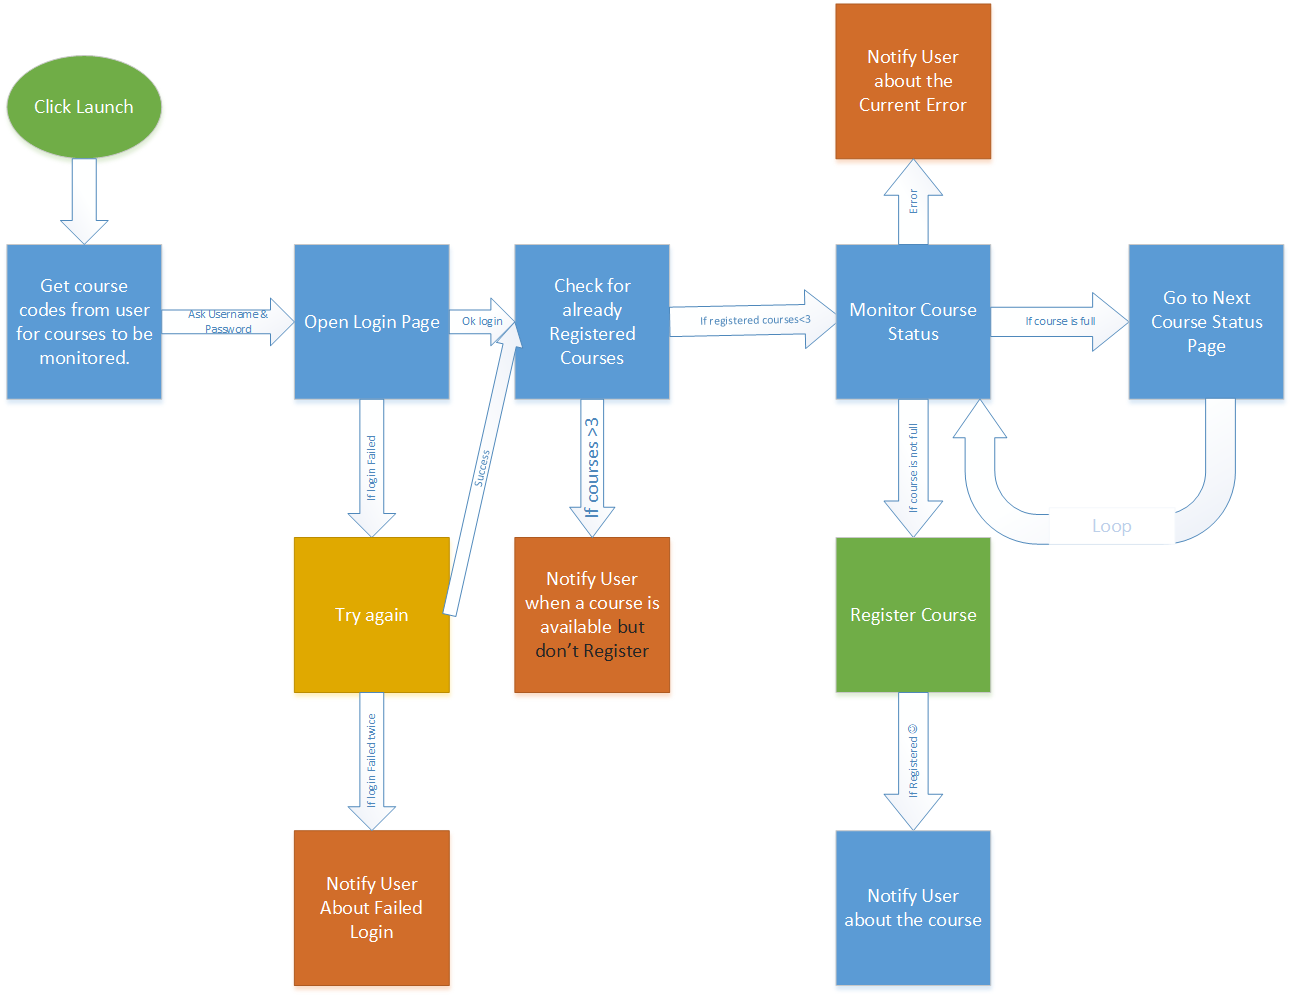 Notify User
about the
Current Error
Click Launch
Error
Get course
codes from user
for courses to be
monitored.
Ask Username &
Password
Open Login Page
Ok login
Check for
already
Registered
Courses
If registered courses<3
Monitor Course
Status
If course is full
Go to Next
Course Status
Page
If login Failed
Success
If courses >3
If course is not full
Loop
Try again
Notify User
when a course is
available but
don’t Register
Register Course
If login Failed twice
If Registered ☺
Notify User
About Failed
Login
Notify User
about the course